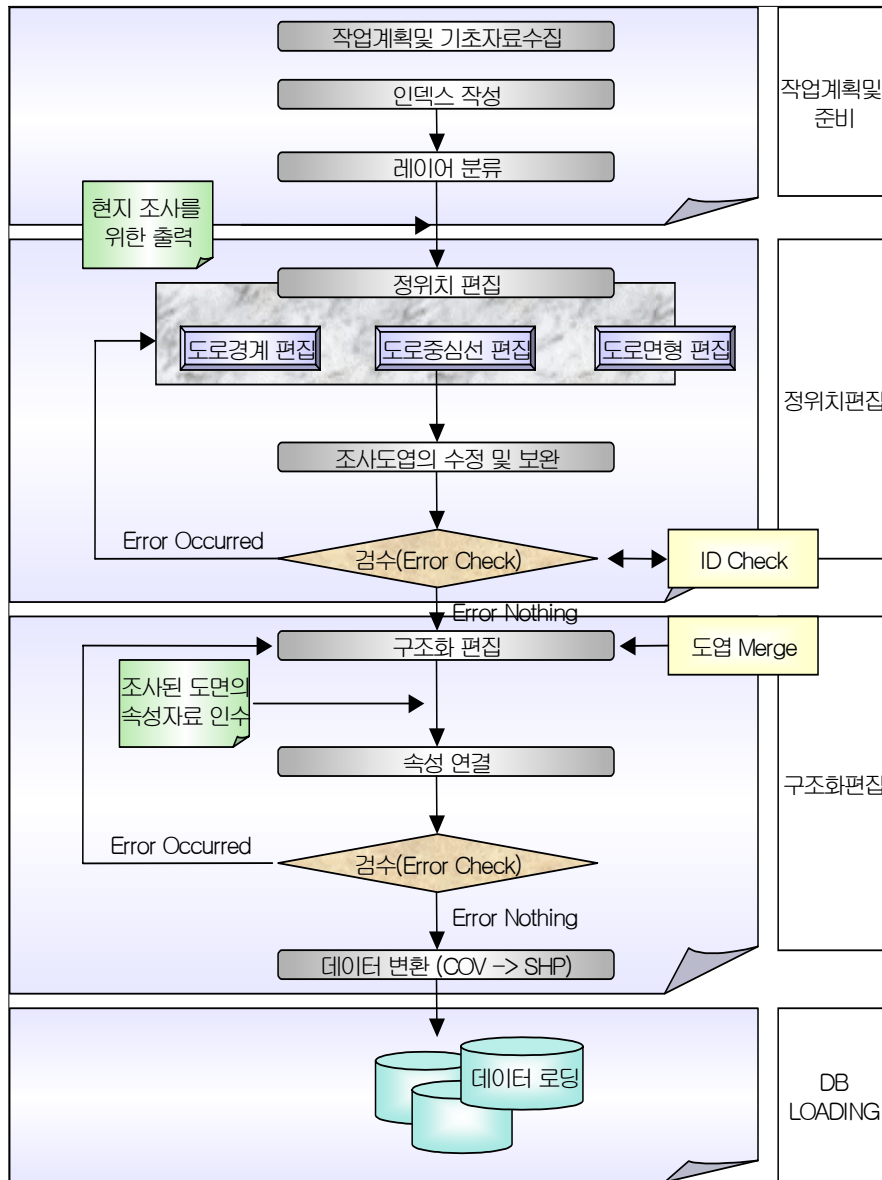 작업계획및 기초자료수집
인덱스 작성
레이어 분류
작업계획및
준비
현지 조사를
위한 출력
정위치 편집
도로경계 편집
도로중심선 편집
도로면형 편집
정위치편집
조사도엽의 수정 및 보완
Error Occurred
검수(Error Check)
ID Check
Error Nothing
구조화 편집
도엽 Merge
조사된 도면의
속성자료 인수
속성 연결
구조화편집
Error Occurred
검수(Error Check)
Error Nothing
데이터 변환 (COV -> SHP)
데이터 로딩
DB
LOADING